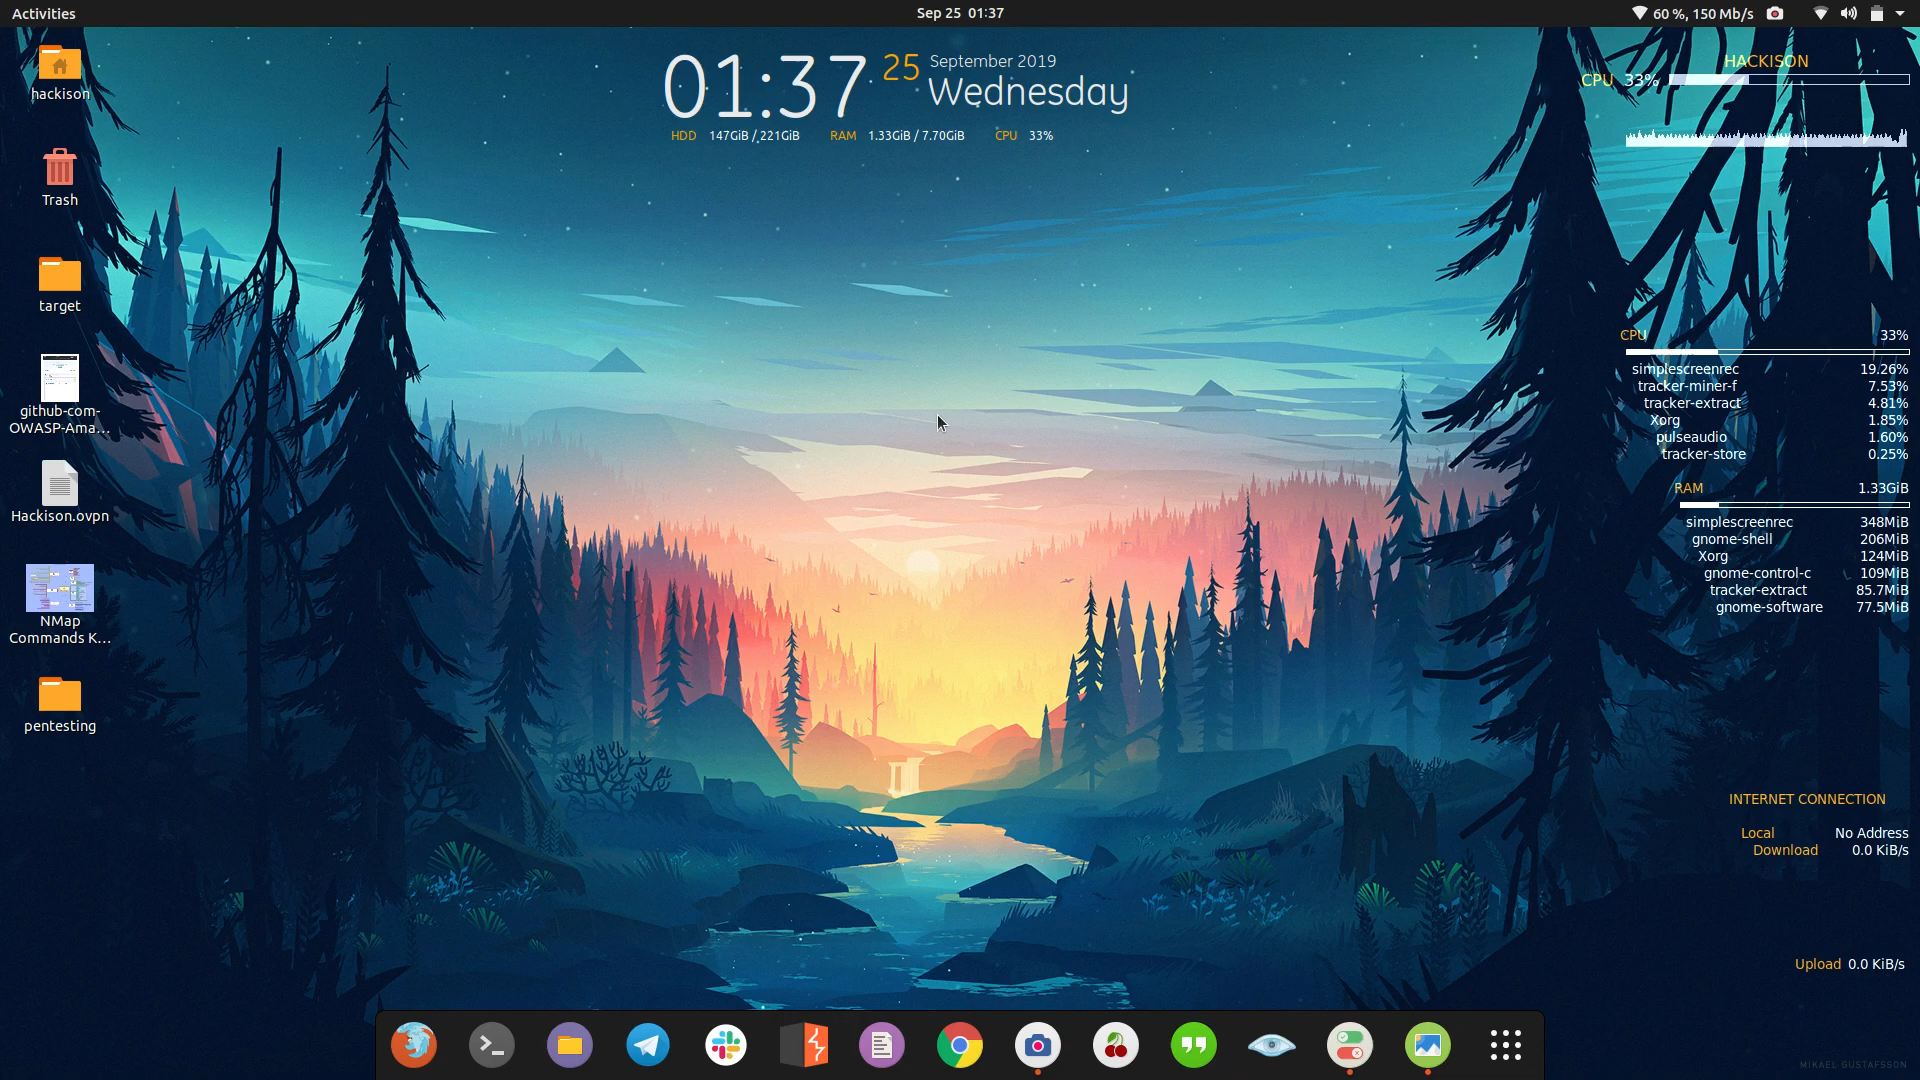 Activities
Sep 25 01:37
60 %, 150 Mb/s
hackison
Trash
target
github-com-
OWASP-Ama...
Hackison.ovpn
NMap
Commands K...
pentesting
01:37
25
September 2019
Wednesday
HDD 147GiB / 221GiB RAM 1.33GiB / 7.70GiB CPU 33%
HACKISON
CPU 33%
CPU 33%
simplescreenrec 19.26%
tracker-miner-f 7.53%
tracker-extract 4.81%
Xorg 1.85%
pulseaudio 1.60%
tracker-store 0.25%
RAM 1.33GiB
simplescreenrec 348MiB
gnome-shell 206MiB
Xorg 124MiB
gnome-control-c 109MiB
tracker-extract 85.7MiB
gnome-software 77.5MiB
INTERNET CONNECTION
Local No Address
Download 0.0 KiB/s
Upload 0.0 KiB/s
MIKAEL GUSTAFSSON